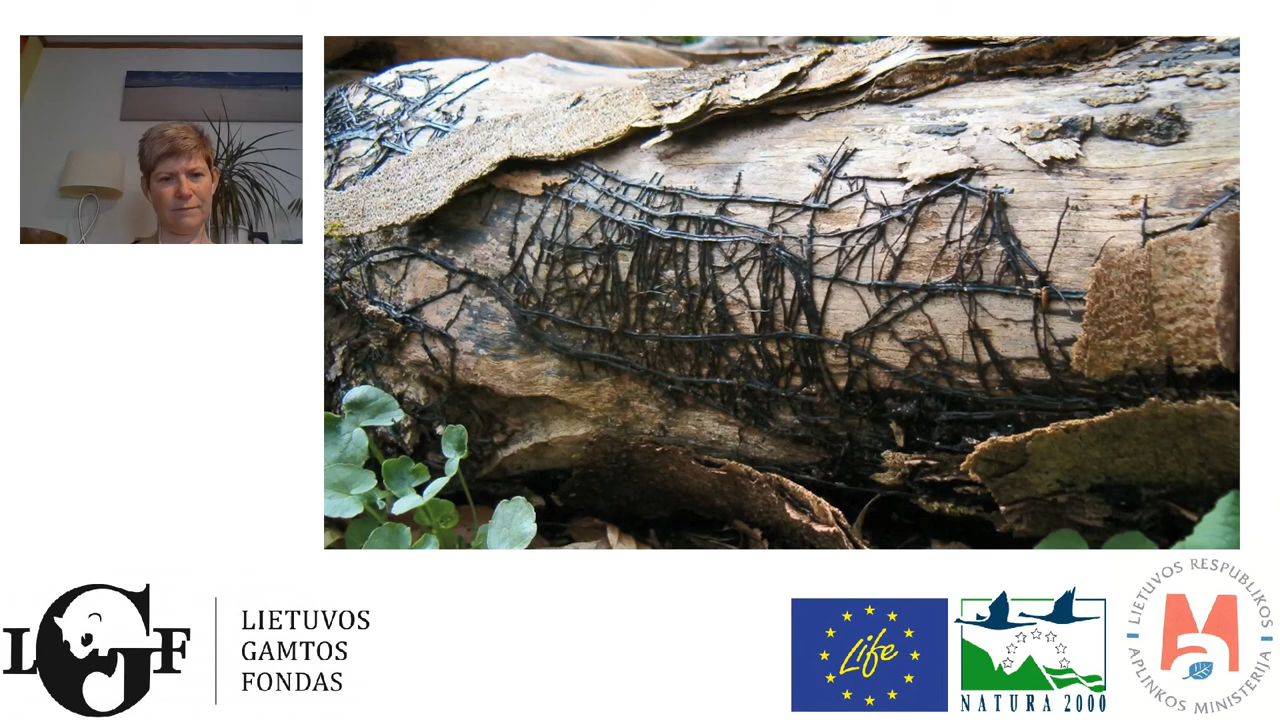 LGF
LIETUVOS
GAMTOS
FONDAS
Life
NATURA 2000
LIETUVOS RESPUBLIKOS
APLINKOS MINISTERIJA